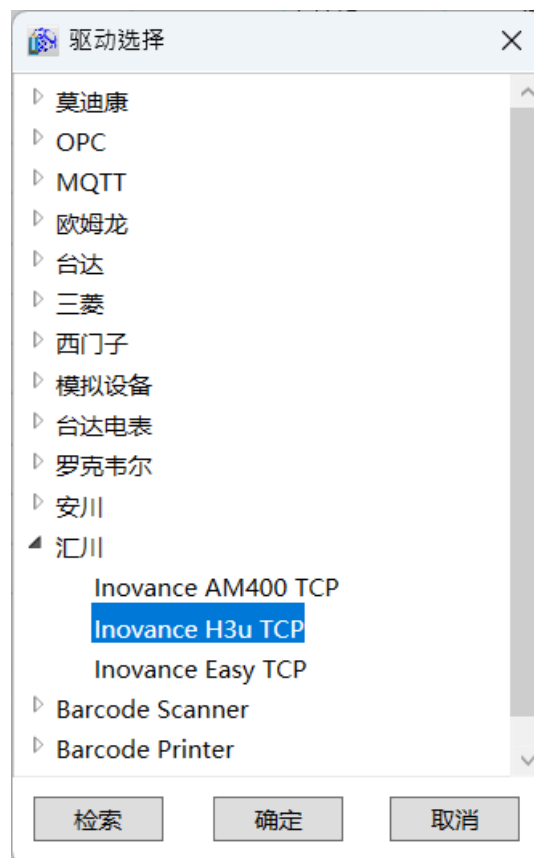 驱动选择
莫迪康
OPC
MQTT
欧姆龙
台达
三菱
西门子
模拟设备
台达电表
罗克韦尔
安川
汇川
Inovance AM400 TCP
Inovance H3u TCP
Inovance Easy TCP
Barcode Scanner
Barcode Printer
检索 确定 取消